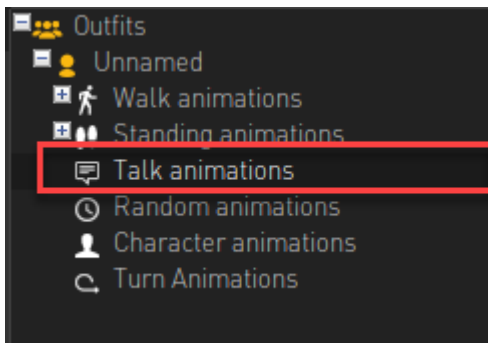 Outfits
Unnamed
Walk animations
Standing animations
Talk animations
Random animations
Character animations
Turn Animations